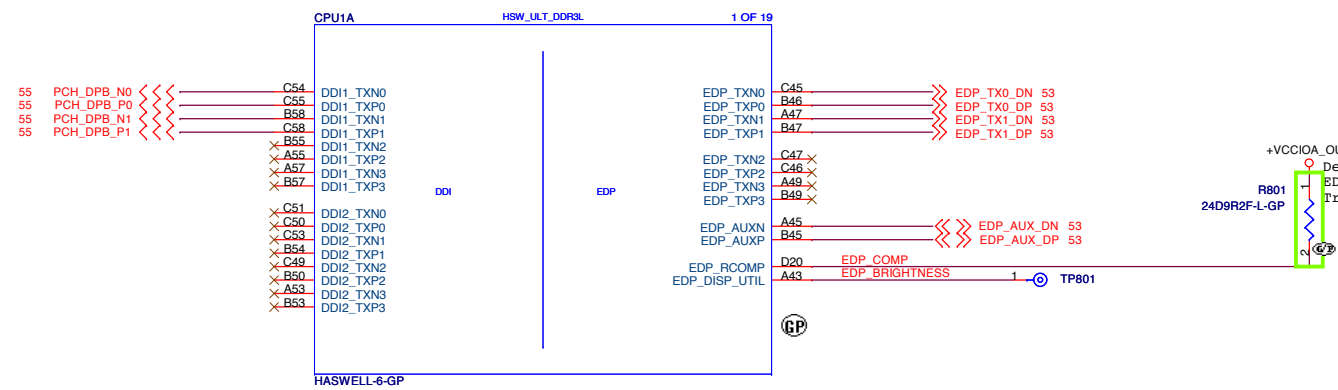 CPU1A HSW_ULT_DDR3L 1 OF 19
55 PCH_DPB_N0 C54 DDI1_TXN0 EDP_TXN0 C45 EDP_TX0_DN 53
55 PCH_DPB_P0 C55 DDI1_TXP0 EDP_TXP0 B46 EDP_TX0_DP 53
55 PCH_DPB_N1 B58 DDI1_TXN1 EDP_TXN1 A47 EDP_TX1_DN 53
55 PCH_DPB_P1 C58 DDI1_TXP1 EDP_TXP1 B47 EDP_TX1_DP 53
B55 DDI1_TXN2
A55 DDI1_TXP2 EDP_TXN2 C47
A57 DDI1_TXN3 EDP_TXP2 C46
B57 DDI1_TXP3 EDP_TXN3 A49
EDP_TXP3 B49
DDI EDP
C51 DDI2_TXN0
C50 DDI2_TXP0 EDP_AUXN A45 EDP_AUX_DN 53
C53 DDI2_TXN1 EDP_AUXP B45 EDP_AUX_DP 53
B54 DDI2_TXP1
C49 DDI2_TXN2 EDP_RCOMP D20 EDP_COMP
B50 DDI2_TXP2 EDP_DISP_UTIL A43 EDP_BRIGHTNESS 1 TP801
A53 DDI2_TXN3
B53 DDI2_TXP3
GP
HASWELL-6-GP
+VCCIOA_OU
De
1 ED
R801 Tr
24D9R2F-L-GP
2 GP